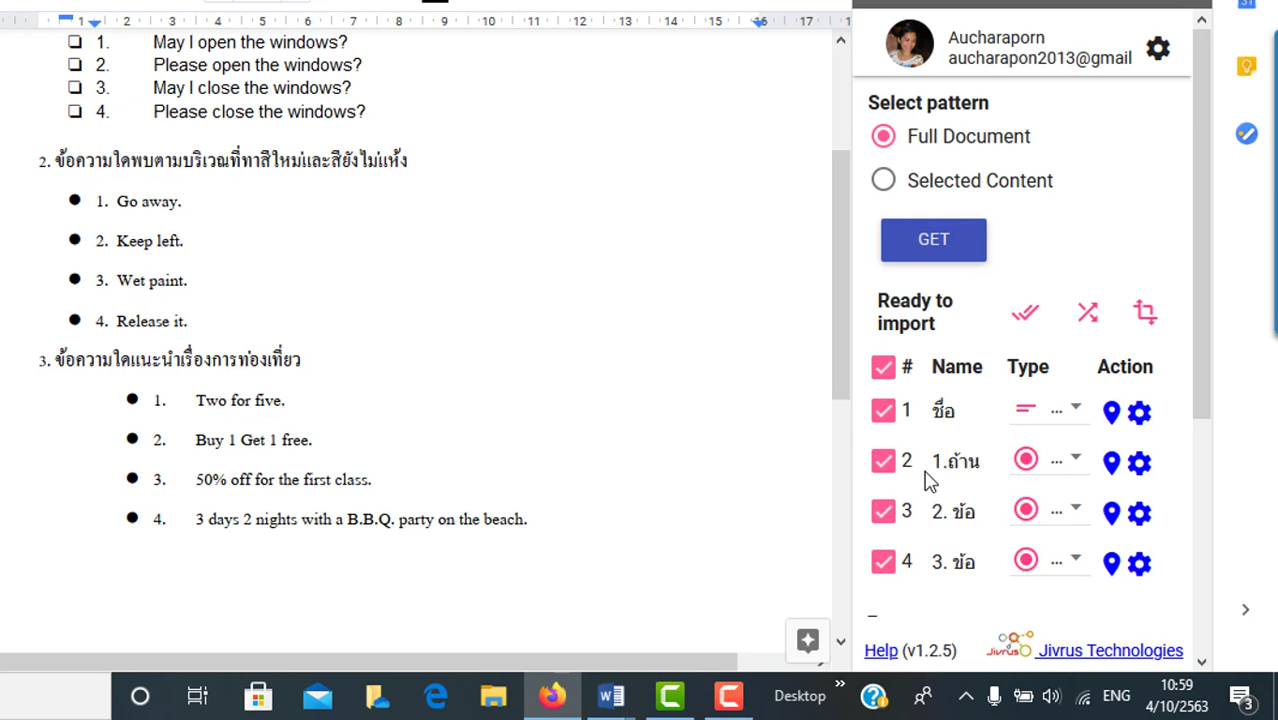 1 2 3 4 5 6 7 8 9 10 11 12 13 14 15 16 17
1. May I open the windows?
2. Please open the windows?
3. May I close the windows?
4. Please close the windows?
2. ข้อความใดพบตามบริเวณที่ทาสีใหม่และสียังไม่แห้ง
1. Go away.
2. Keep left.
3. Wet paint.
4. Release it.
3. ข้อความใดแนะนำเรื่องการท่องเที่ยว
1. Two for five.
2. Buy 1 Get 1 free.
3. 50% off for the first class.
4. 3 days 2 nights with a B.B.Q. party on the beach.
Aucharaporn
aucharapon2013@gmail
Select pattern
Full Document
Selected Content
GET
Ready to
import
# Name Type Action
1 ชื่อ ...
2 1.ถ้าน ...
3 2. ข้อ ...
4 3. ข้อ ...
Help (v1.2.5) Jivrus Jivrus Technologies
31
Desktop » ENG 10:59
4/10/2563 3